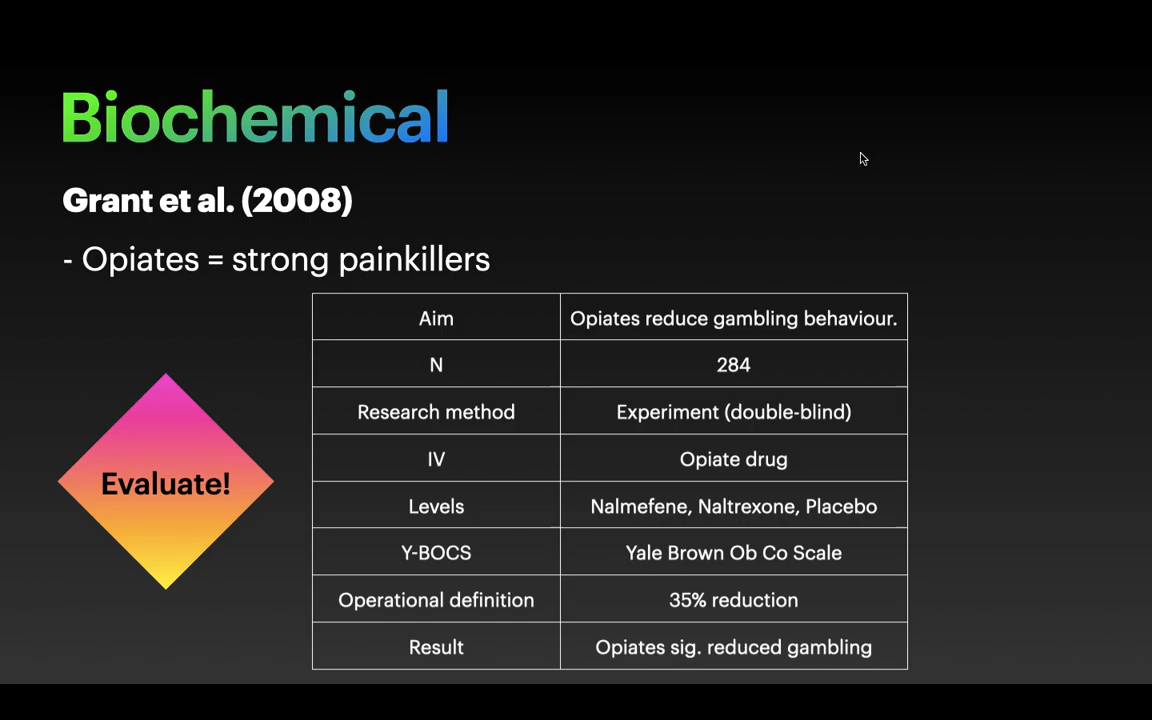 Biochemical
Grant et al. (2008)
- Opiates = strong painkillers
Aim Opiates reduce gambling behaviour.
N 284
Research method Experiment (double-blind)
IV Opiate drug
Levels Nalmefene, Naltrexone, Placebo
Y-BOCS Yale Brown Ob Co Scale
Operational definition 35% reduction
Result Opiates sig. reduced gambling
Evaluate!